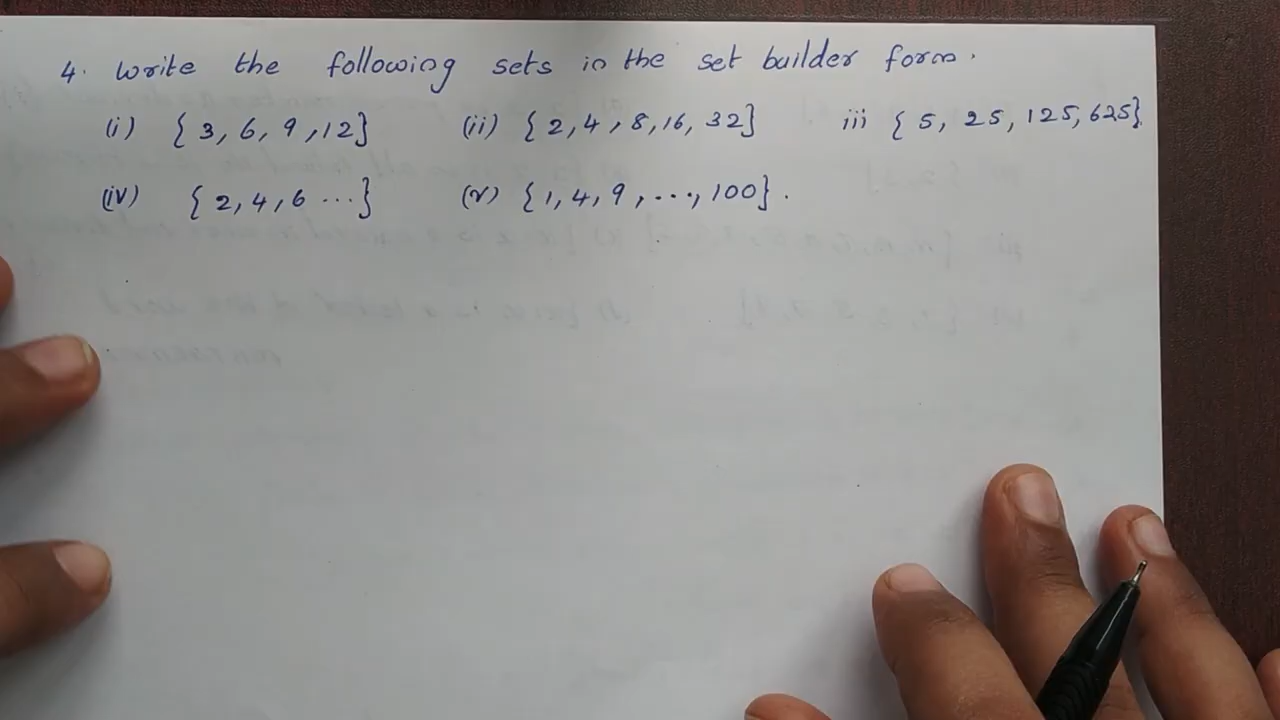 4. Write the following sets in the set builder form.
(i) { 3, 6, 9, 12} (ii) { 2, 4, 8, 16, 32} iii { 5, 25, 125, 625}
(iv) { 2, 4, 6 ...} (v) { 1, 4, 9, ..., 100}.